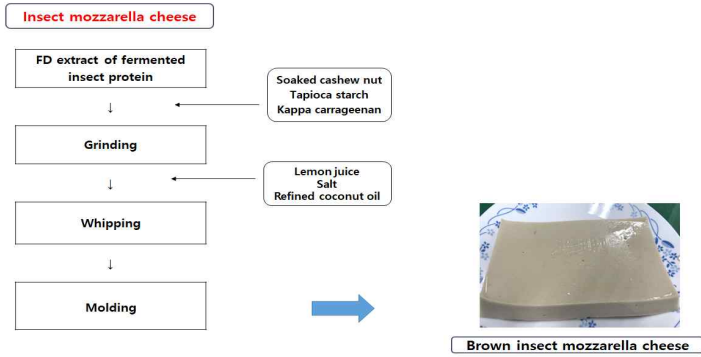 Insect mozzarella cheese
FD extract of fermented
insect protein
↓
Soaked cashew nut
Tapioca starch
Kappa carrageenan
Grinding
↓
Lemon juice
Salt
Refined coconut oil
Whipping
↓
Molding
Brown insect mozzarella cheese